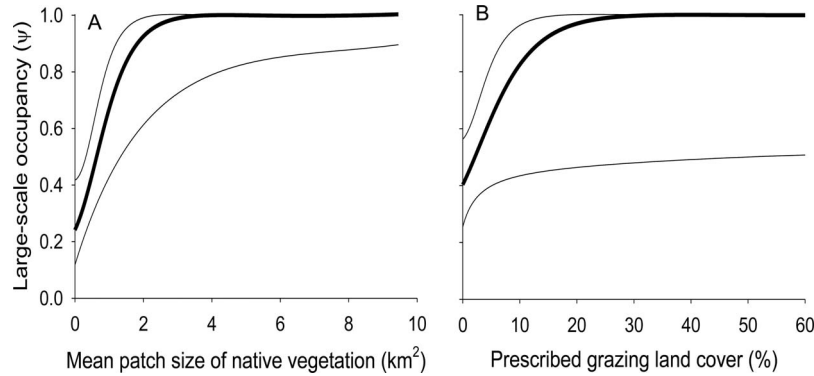 A
B
Large-scale occupancy (ψ)
1.0
0.8
0.6
0.4
0.2
0.0
0 2 4 6 8 10
0 10 20 30 40 50 60
Mean patch size of native vegetation (km²)
Prescribed grazing land cover (%)